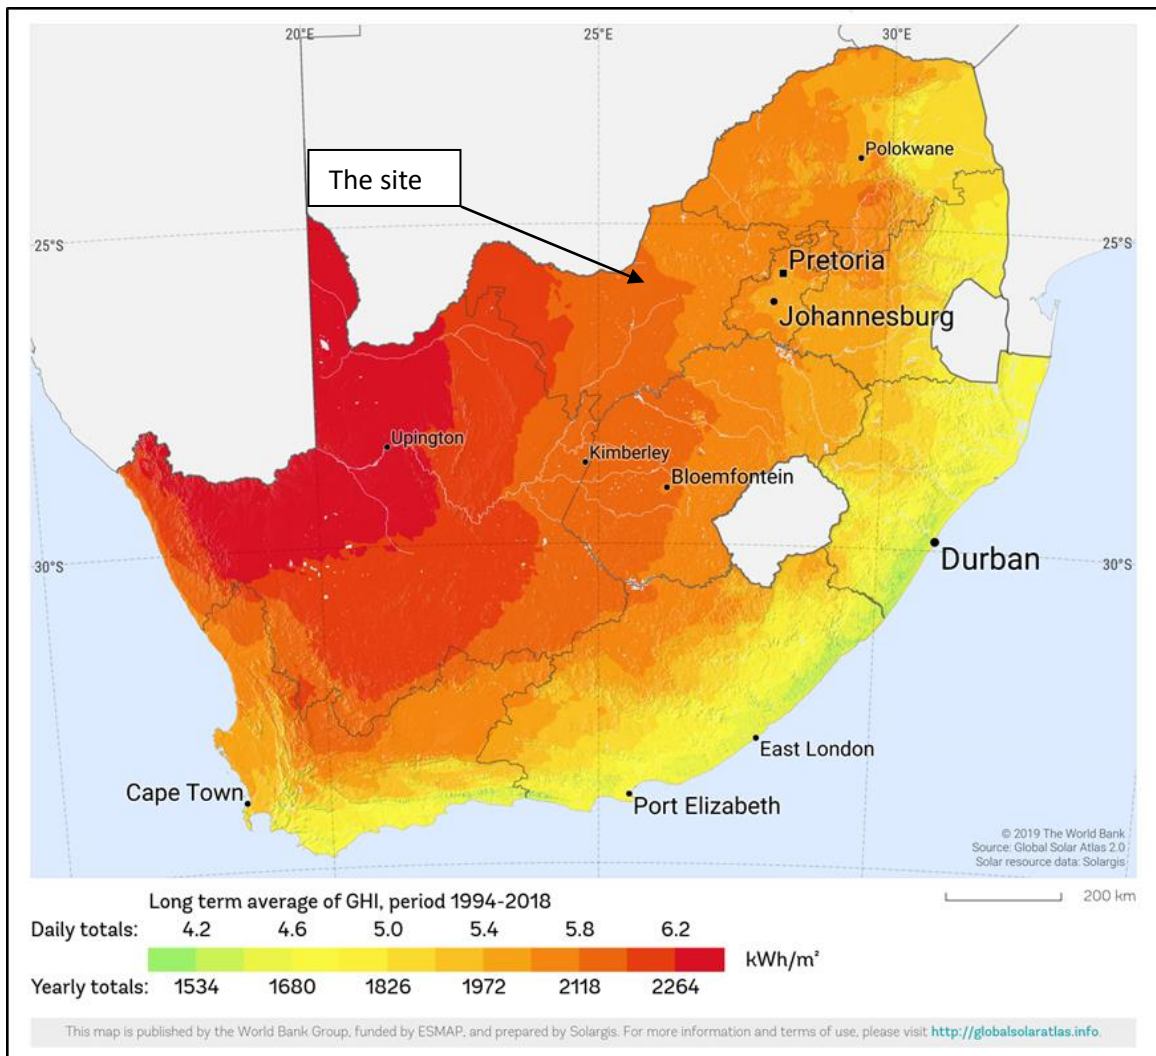 20°E 25°E 30°E
Polokwane
The site
25°S 25°S
Pretoria
Johannesburg
Upington
Kimberley
Bloemfontein
Durban
30°S 30°S
East London
Cape Town
Port Elizabeth
© 2019 The World Bank
Source: Global Solar Atlas 2.0
Solar resource data: Solargis
200 km
Long term average of GHI, period 1994-2018
Daily totals: 4.2 4.6 5.0 5.4 5.8 6.2
kWh/m²
Yearly totals: 1534 1680 1826 1972 2118 2264
This map is published by the World Bank Group, funded by ESMAP, and prepared by Solargis. For more information and terms of use, please visit http://globalsolaratlas.info.